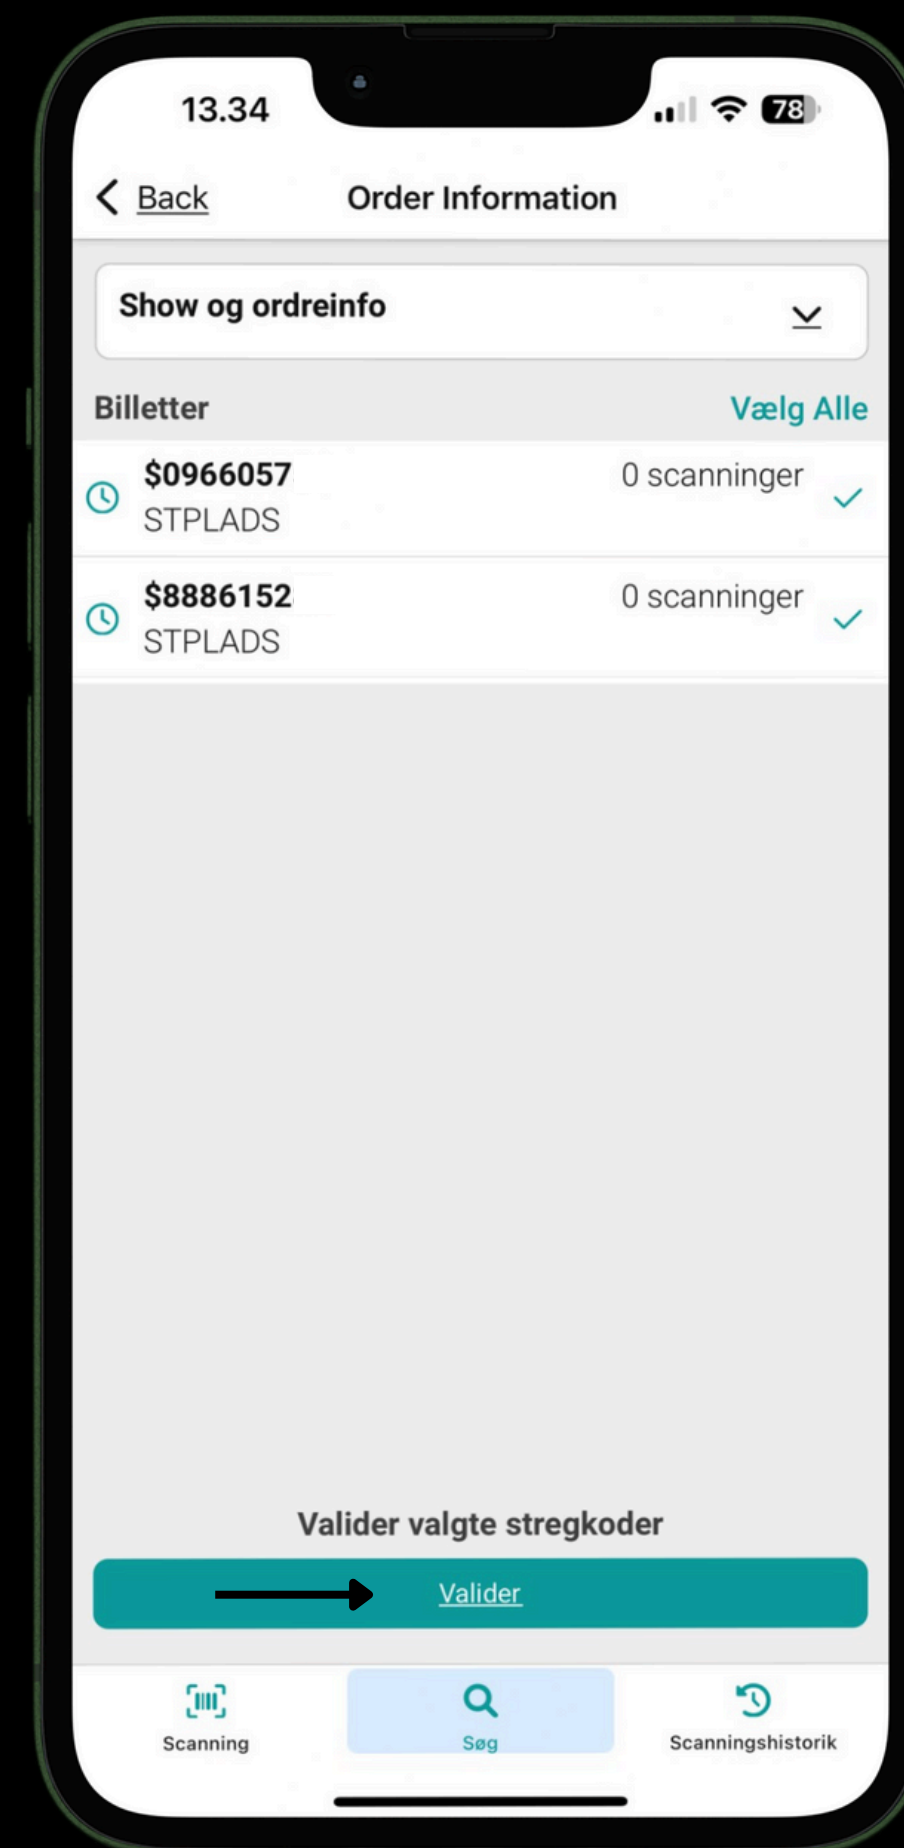 13.34
78
Back
Order Information
Show og ordreinfo
Billetter
Vælg Alle
$0966057
0 scanninger
STPLADS
$8886152
0 scanninger
STPLADS
Valider valgte stregkoder
Valider
Scanning
Søg
Scanningshistorik